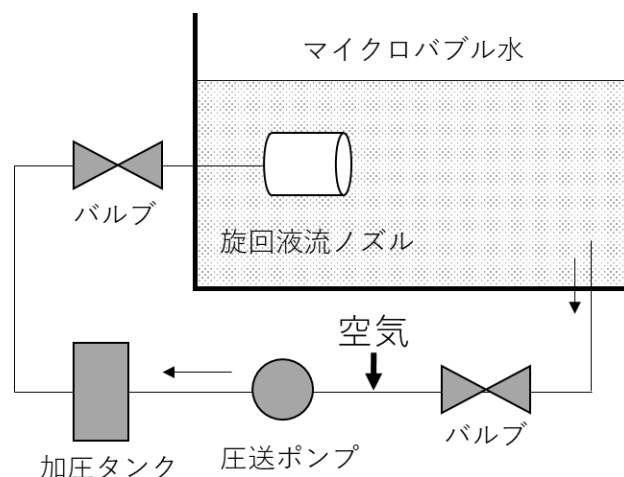 マイクロバブル水
バルブ
旋回液流ノズル
空気
バルブ
圧送ポンプ
加圧タンク